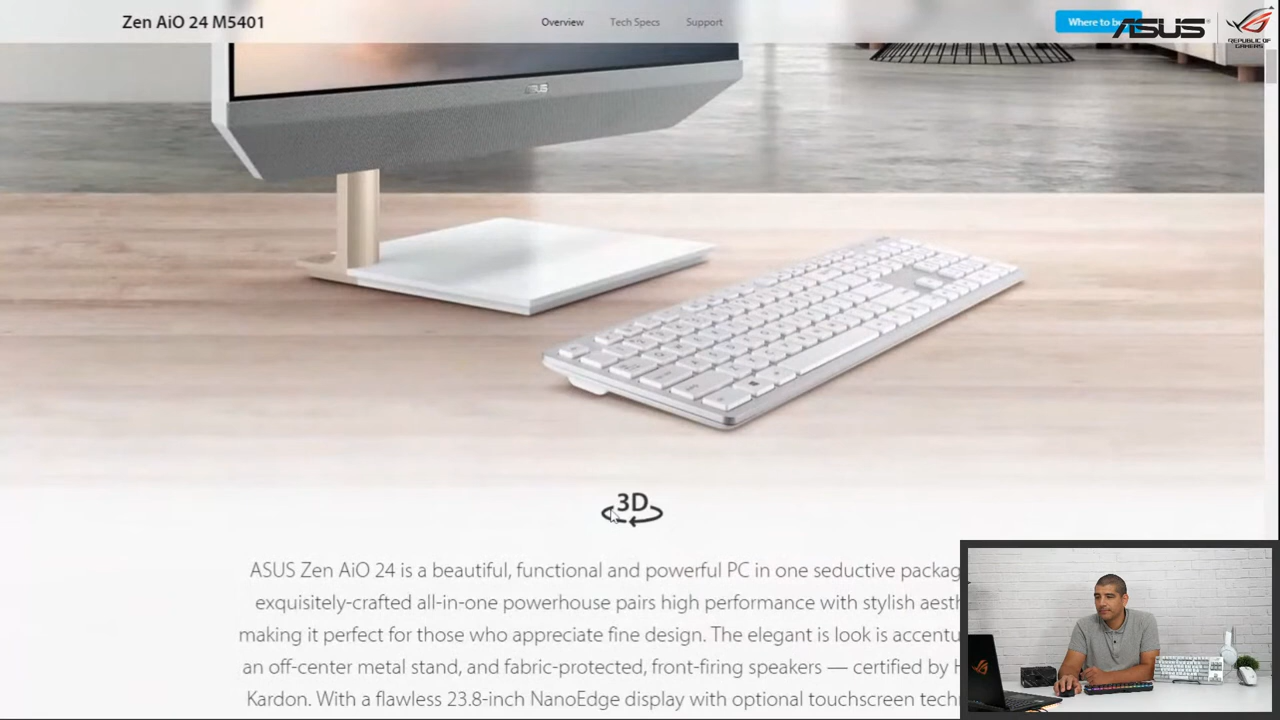 Zen AiO 24 M5401
Overview
Tech Specs
Support
Where to b
ASUS
REPUBLIC OF
GAMERS
ASUS
3D
ASUS Zen AiO 24 is a beautiful, functional and powerful PC in one seductive packag
exquisitely-crafted all-in-one powerhouse pairs high performance with stylish aesth
making it perfect for those who appreciate fine design. The elegant is look is accentu
an off-center metal stand, and fabric-protected, front-firing speakers — certified by H
Kardon. With its
less 23.8-inch NanoEdge display with optional touchscreen tech